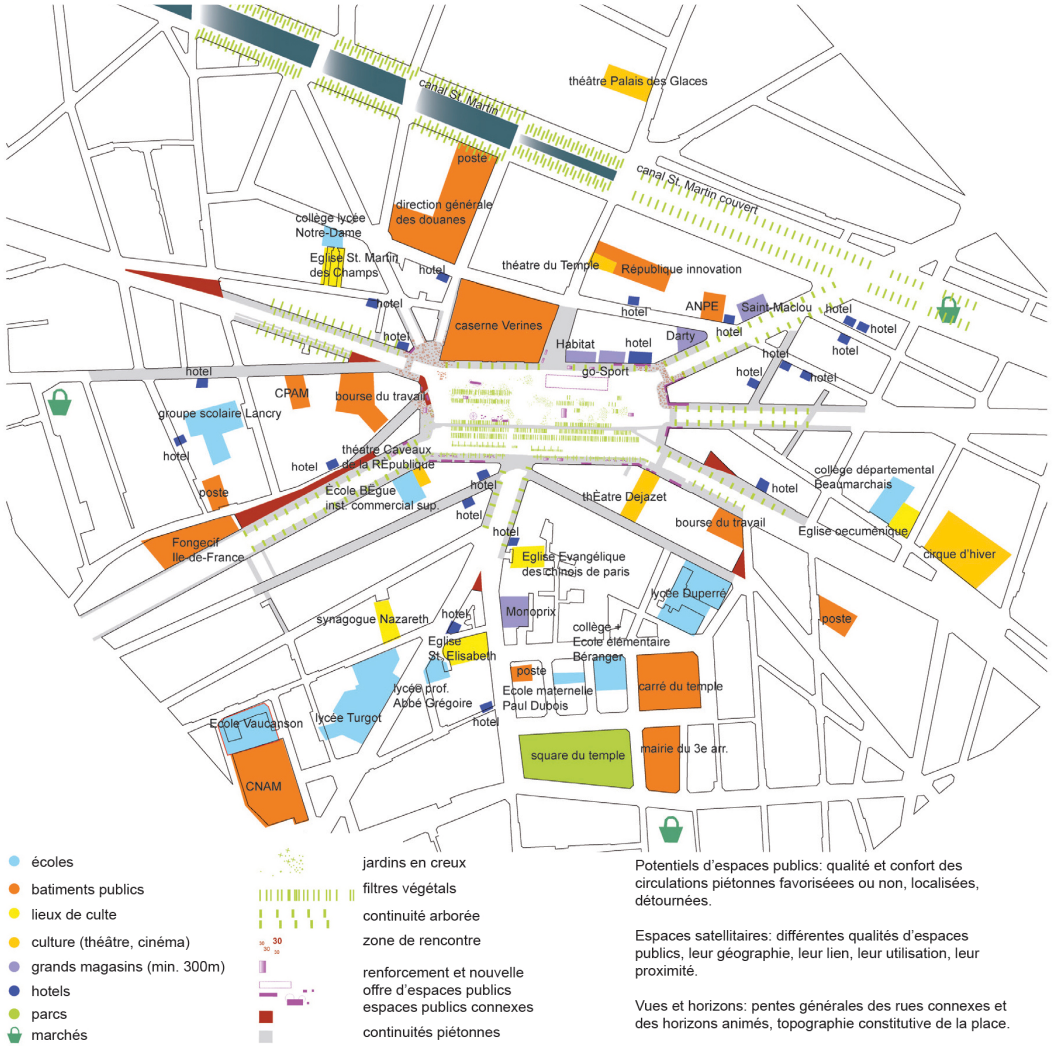 théâtre Palais des Glaces
canal St. Martin
canal St. Martin couvert
poste
direction générale
des douanes
collège lycée
Notre-Dame
Eglise St. Martin
des Champs
hotel
théatre du Temple
République innovation
hotel
caserne Verines
hotel
ANPE
Saint-Maclou
hotel
hotel
hotel
hotel
Habitat
hotel
Darty
hotel
hotel
go-Sport
hotel
hotel
hotel
CPAM
bourse du travail
groupe scolaire Lancry
hotel
théatre Caveaux
de la REpublique
hotel
École BEgue
inst. commercial sup.
hotel
hotel
thEatre Dejazet
hotel
collège départemental
Beaumarchais
poste
bourse du travail
Eglise oecuménique
cirque d'hiver
Fongecif
Ile-de-France
hotel
Eglise Evangélique
des chinois de paris
lycée Duperré
synagogue Nazareth
hotel
Monoprix
poste
Eglise
St. Elisabeth
collège +
Ecole élémentaire
Béranger
lycée prof.
Abbé Grégoire
poste
Ecole maternelle
Paul Dubois
carré du temple
Ecole Vaucanson
lycée Turgot
hotel
square du temple
mairie du 3e arr.
CNAM
écoles
batiments publics
lieux de culte
culture (théâtre, cinéma)
grands magasins (min. 300m)
hotels
parcs
marchés
jardins en creux
filtres végétals
continuité arborée
30 30 30 30
zone de rencontre
renforcement et nouvelle
offre d'espaces publics
espaces publics connexes
continuités piétonnes
Potentiels d'espaces publics: qualité et confort des
circulations piétonnes favoriséees ou non, localisées,
détournées.
Espaces satellitaires: différentes qualités d'espaces
publics, leur géographie, leur lien, leur utilisation, leur
proximité.
Vues et horizons: pentes générales des rues connexes et
des horizons animés, topographie constitutive de la place.